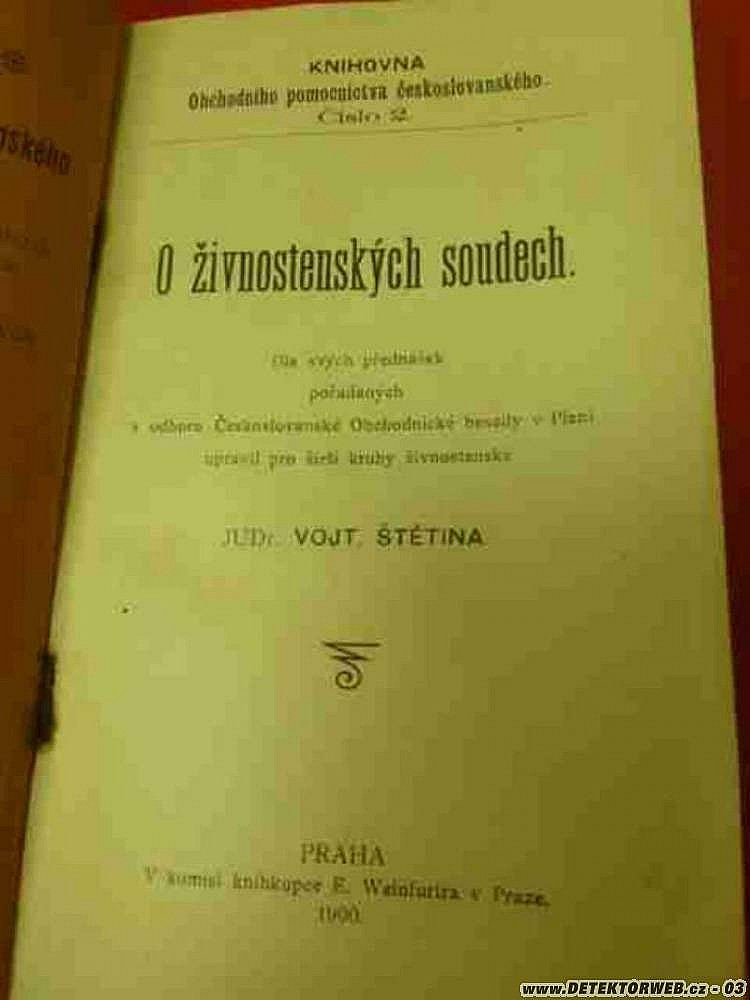 KNIHOVNA
Obchodního pomocnictva českoslovanského.
Číslo 2.
O živnostenských soudech.
Dle svých přednášek
pořádaných
v odboru Českoslovanské Obchodnické besedy v Plzni
upravil pro širší kruhy živnostenské
JUDr. VOJT. ŠTĚTINA
PRAHA
V komisi knihkupce E. Weinfurtra v Praze.
1900
www.DETEKTORWEB.cz - 03